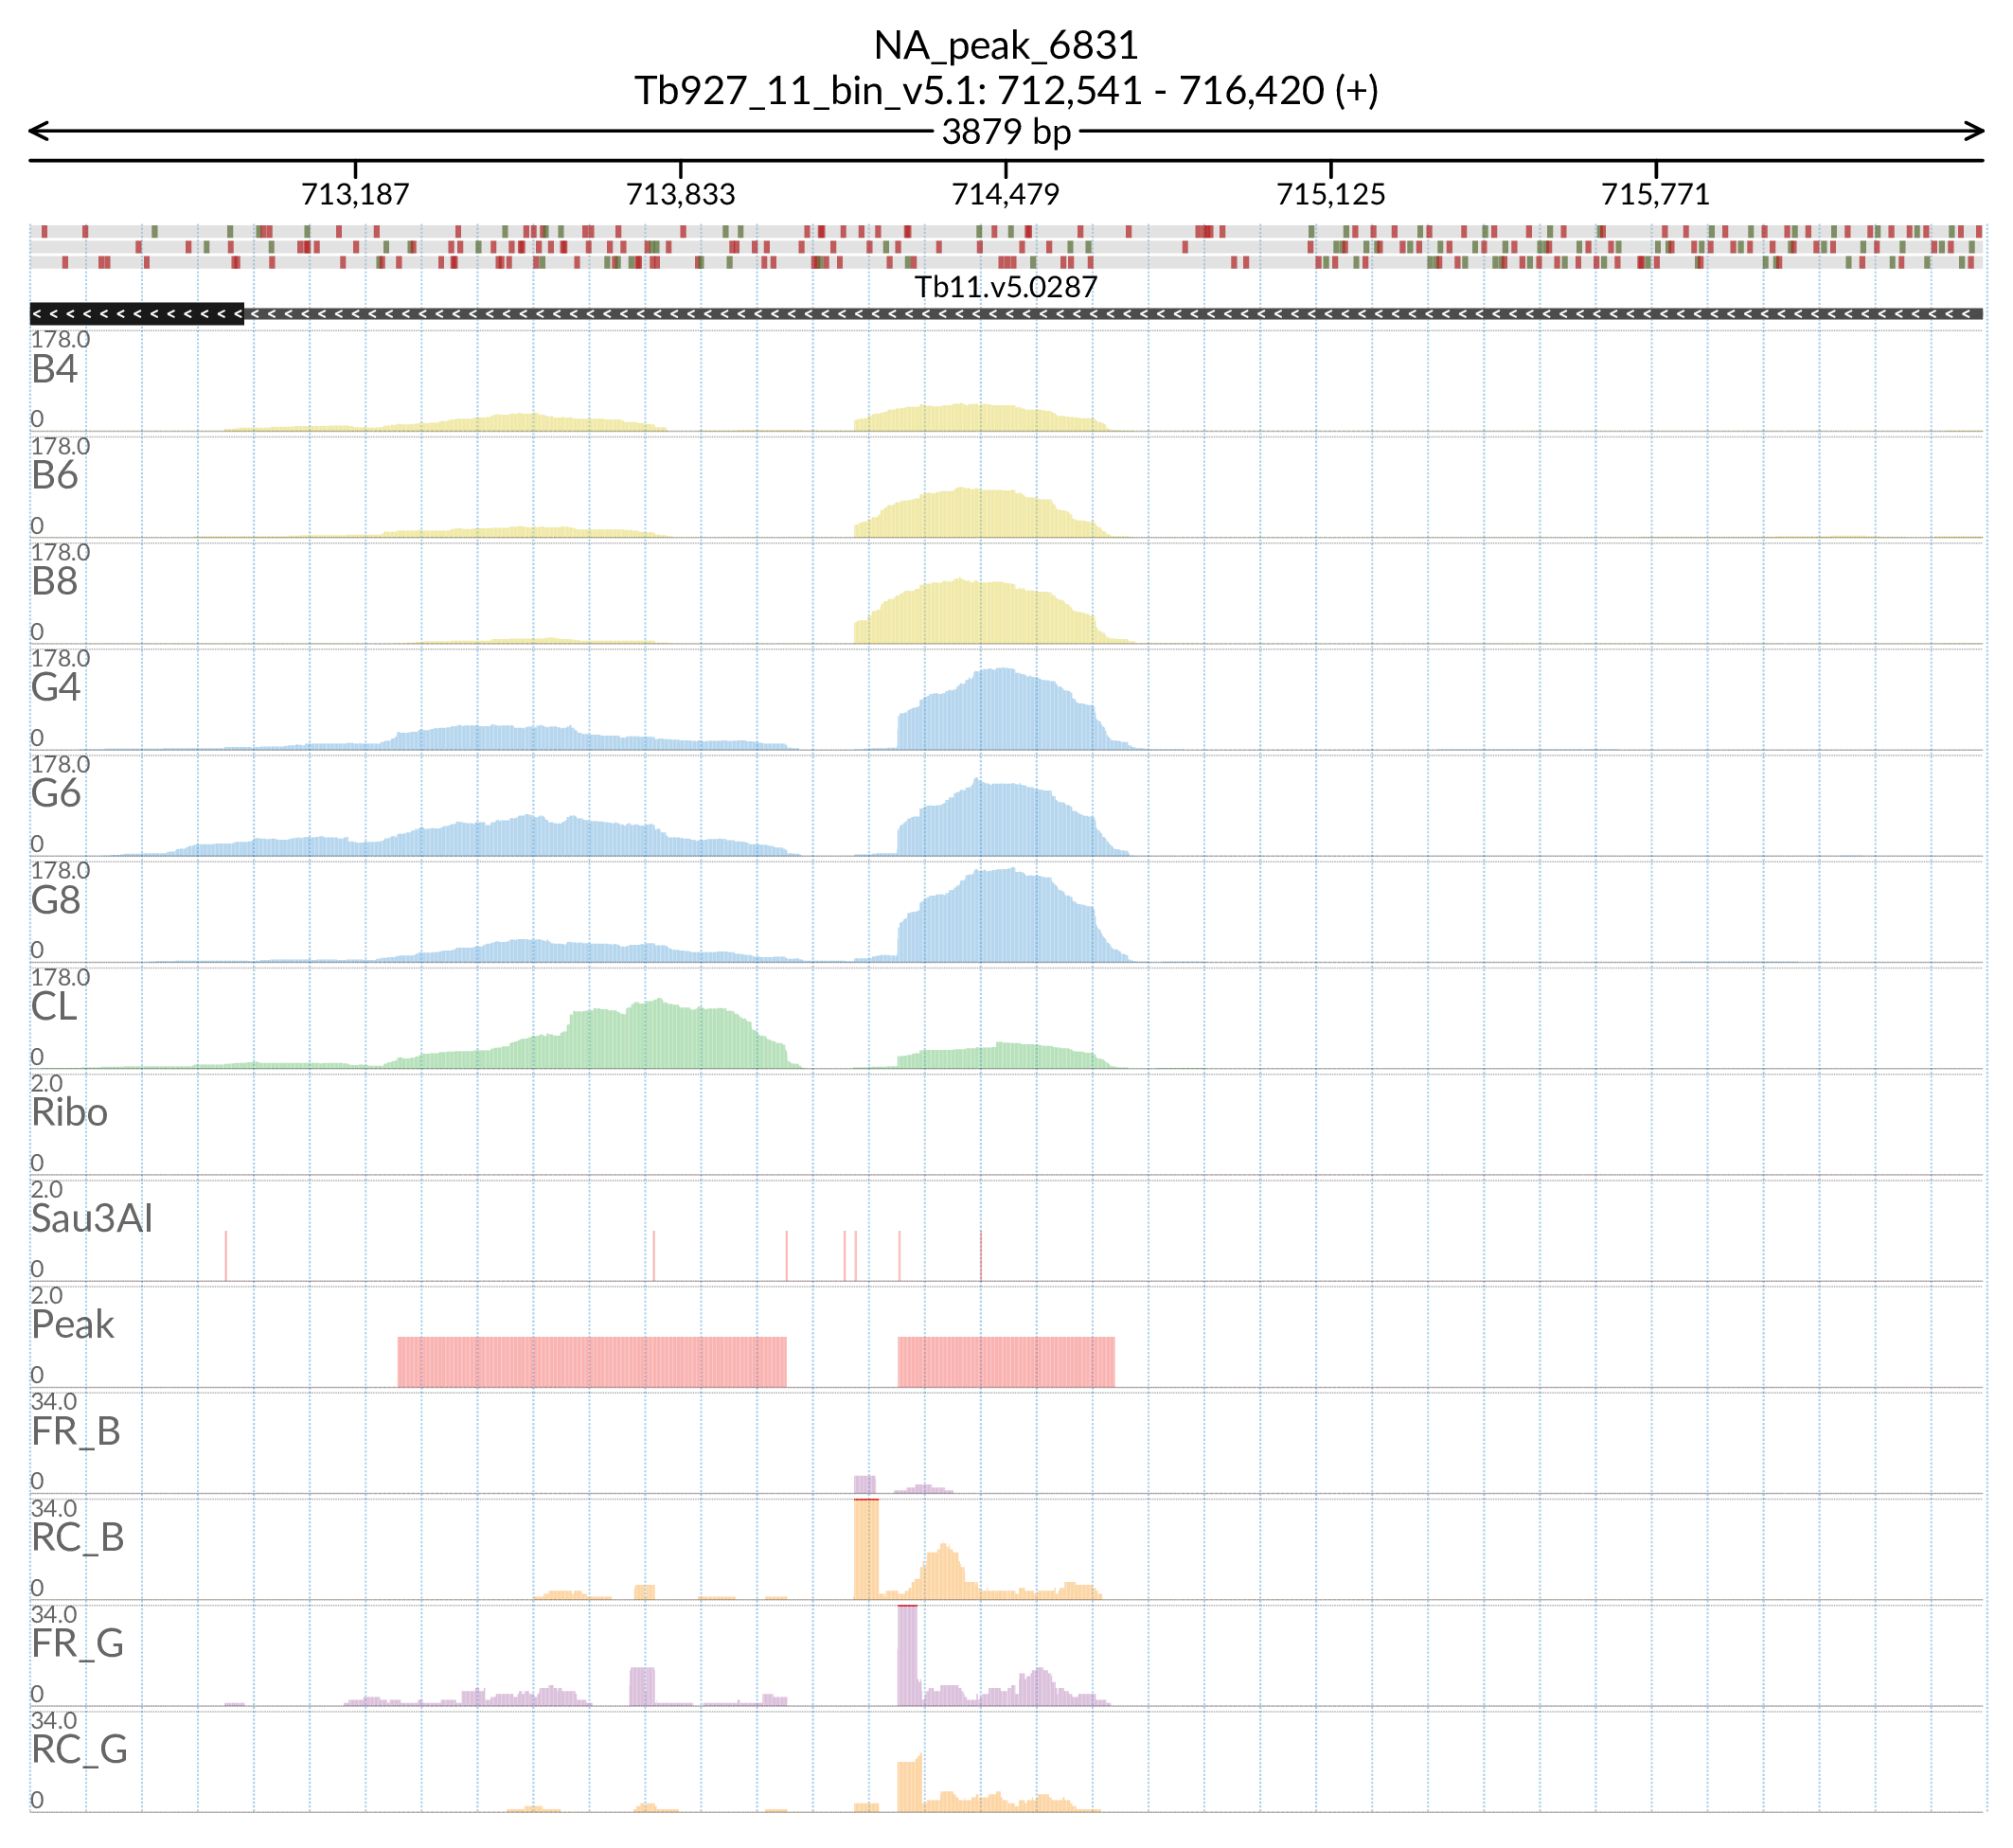 NA_peak_6831
Tb927_11_bin_v5.1: 712,541 - 716,420 (+)
3879 bp
713,187 713,833 714,479 715,125 715,771
Tb11.v5.0287
178.0
B4
0
178.0
B6
0
178.0
B8
0
178.0
G4
0
178.0
G6
0
178.0
G8
0
178.0
CL
0
2.0
Ribo
0
2.0
Sau3AI
0
2.0
Peak
0
34.0
FR_B
0
34.0
RC_B
0
34.0
FR_G
0
34.0
RC_G
0